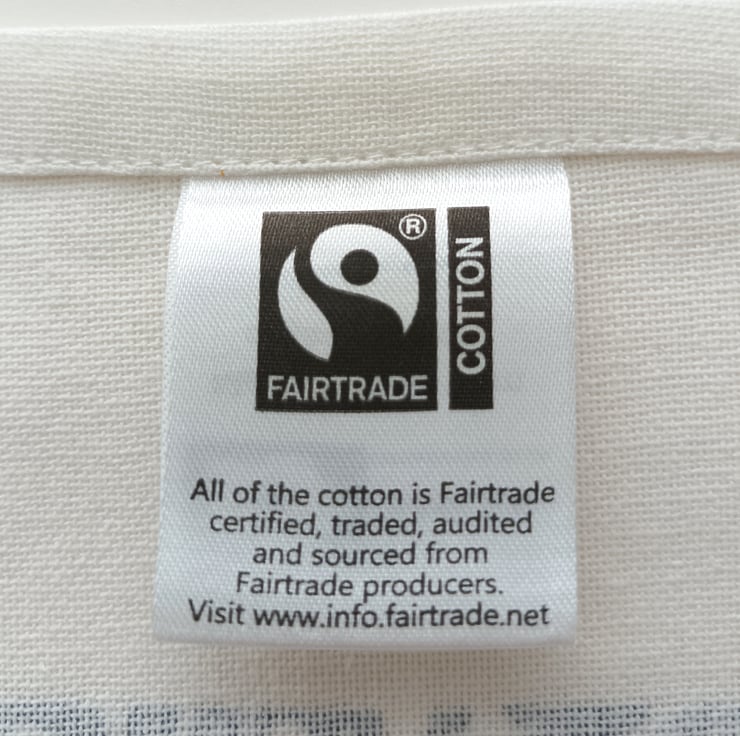 ®
FAIRTRADE
COTTON
All of the cotton is Fairtrade
certified, traded, audited
and sourced from
Fairtrade producers.
Visit www.info.fairtrade.net